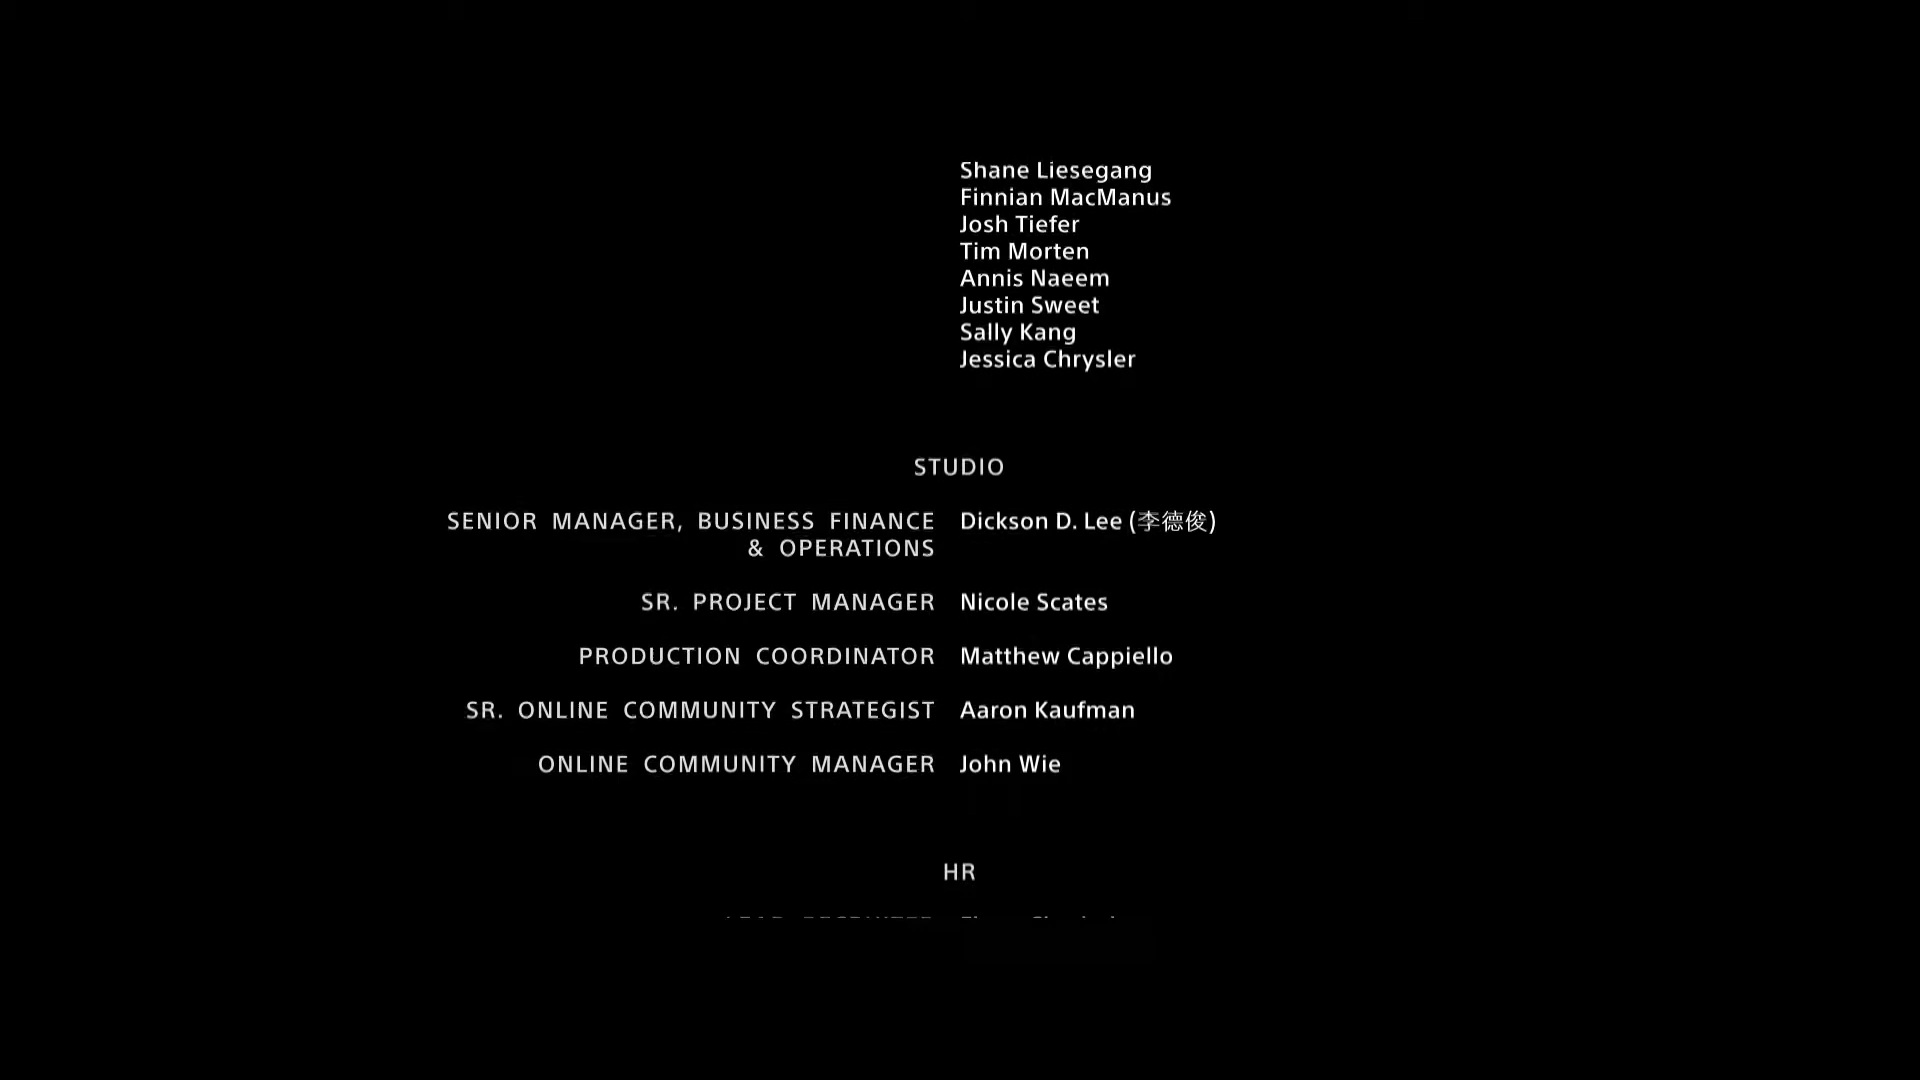 Shane Liesegang
Finnian MacManus
Josh Tiefer
Tim Morten
Annis Naeem
Justin Sweet
Sally Kang
Jessica Chrysler
STUDIO
SENIOR MANAGER, BUSINESS FINANCE Dickson D. Lee (李德俊)
& OPERATIONS
SR. PROJECT MANAGER Nicole Scates
PRODUCTION COORDINATOR Matthew Cappiello
SR. ONLINE COMMUNITY STRATEGIST Aaron Kaufman
ONLINE COMMUNITY MANAGER John Wie
HR
LEAD RECRUITER